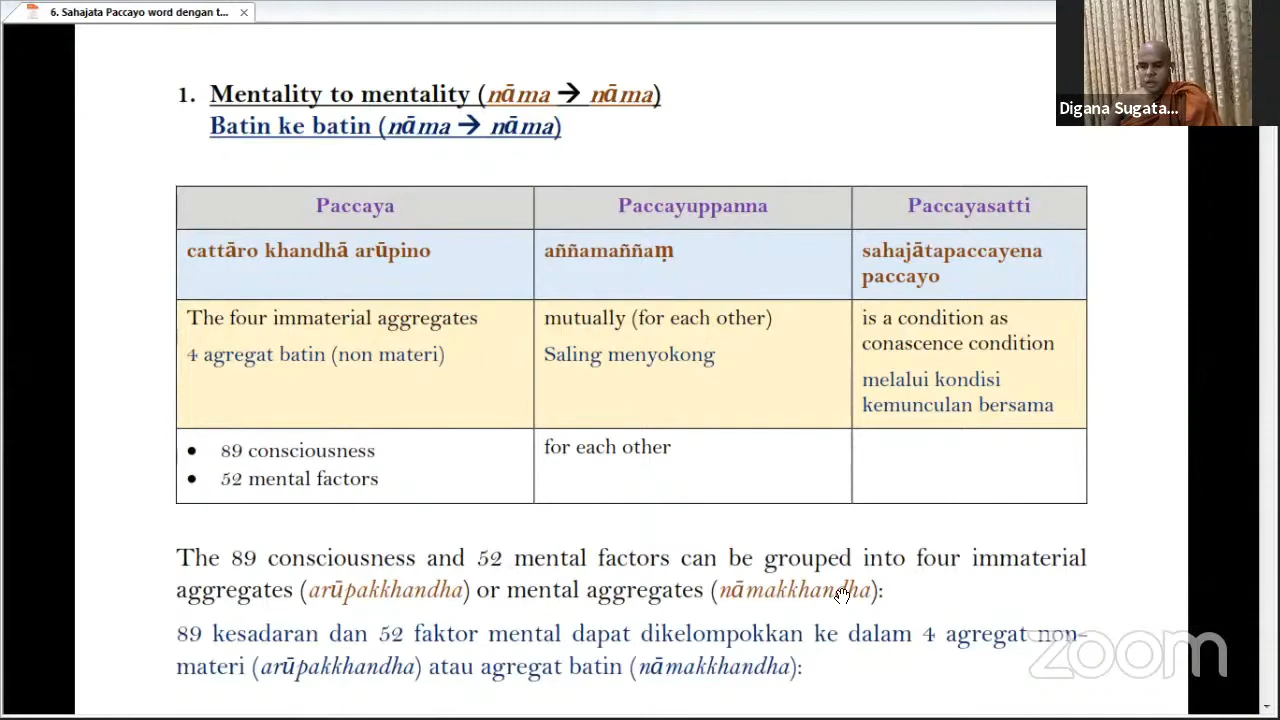 6. Sahajata Paccayo word dengan t...
Digana Sugata...
1. Mentality to mentality (nāma → nāma)
Batin ke batin (nāma → nāma)
Paccaya Paccayuppanna Paccayasatti
cattāro khandhā arūpino aññamaññaṃ sahajātapaccayena
paccayo
The four immaterial aggregates mutually (for each other) is a condition as
conascence condition
4 agregat batin (non materi) Saling menyokong melalui kondisi
kemunculan bersama
• 89 consciousness for each other
• 52 mental factors
The 89 consciousness and 52 mental factors can be grouped into four immaterial
aggregates (arūpakkhandha) or mental aggregates (nāmakkhandha):
89 kesadaran dan 52 faktor mental dapat dikelompokkan ke dalam 4 agregat non-
materi (arūpakkhandha) atau agregat batin (nāmakkhandha):
zoom